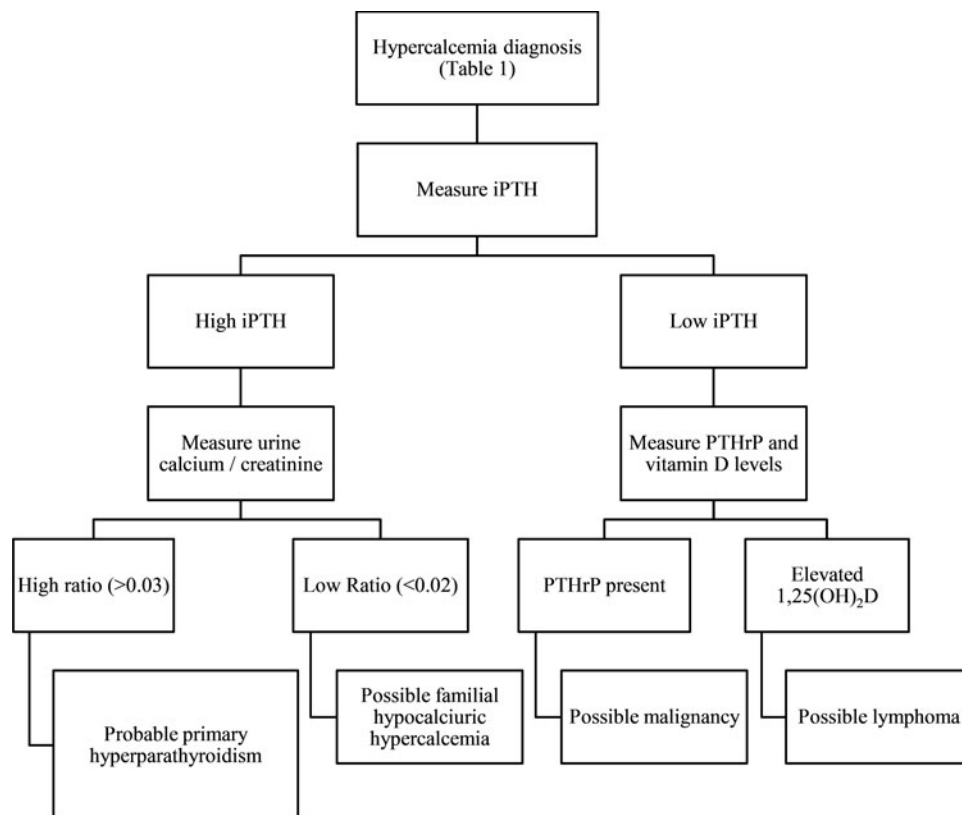 Hypercalcemia diagnosis
(Table 1)
Measure iPTH
High iPTH
Low iPTH
Measure urine
calcium / creatinine
Measure PTHrP and
vitamin D levels
High ratio (>0.03)
Low Ratio (<0.02)
PTHrP present
Elevated
1,25(OH)₂D
Probable primary
hyperparathyroidism
Possible familial
hypocalciuric
hypercalcemia
Possible malignancy
Possible lymphoma